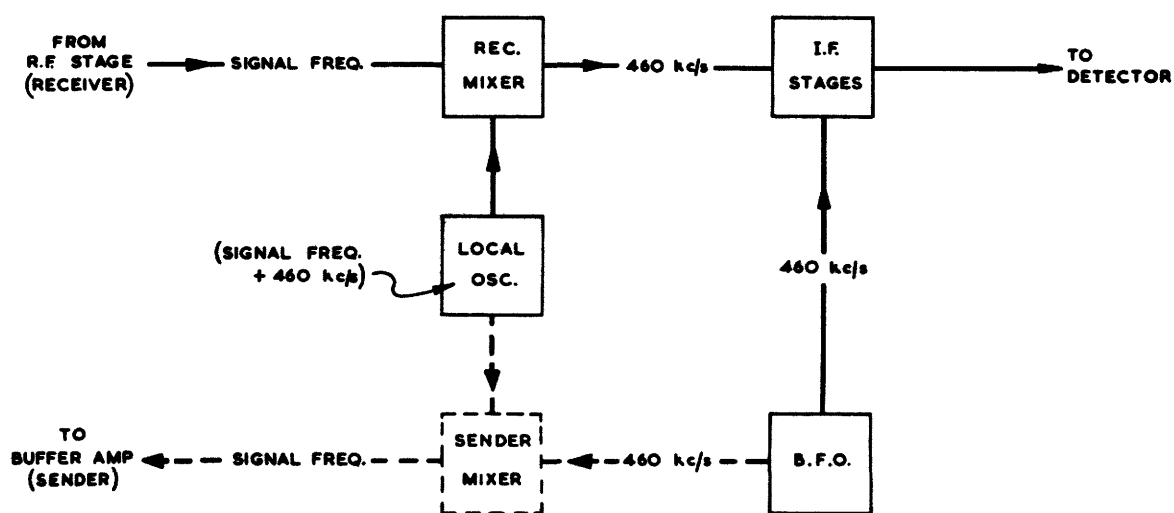 FROM
R.F. STAGE
(RECEIVER)
SIGNAL FREQ.
REC.
MIXER
460 kc/s
I.F.
STAGES
TO
DETECTOR
(SIGNAL FREQ.
+ 460 kc/s)
LOCAL
OSC.
460 kc/s
TO
BUFFER AMP
(SENDER)
SIGNAL FREQ.
SENDER
MIXER
460 kc/s
B.F.O.